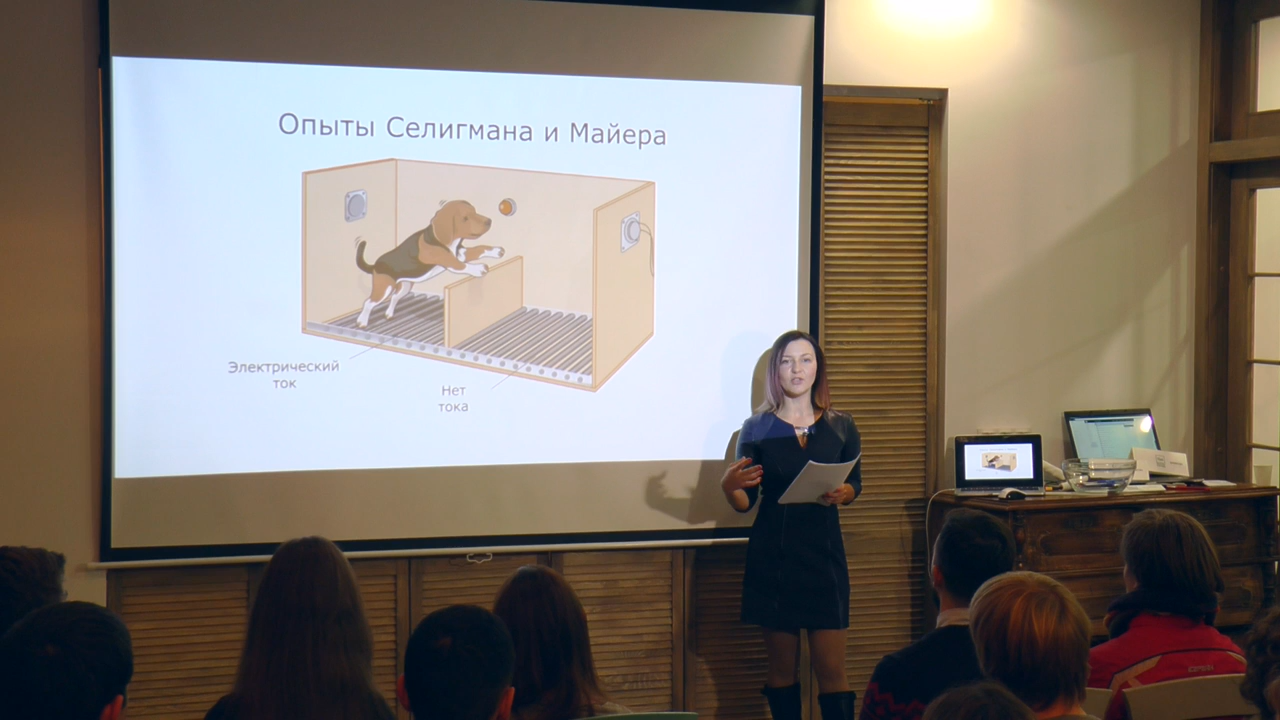 Опыты Селигмана и Майера
Электрический
ток
Нет
тока